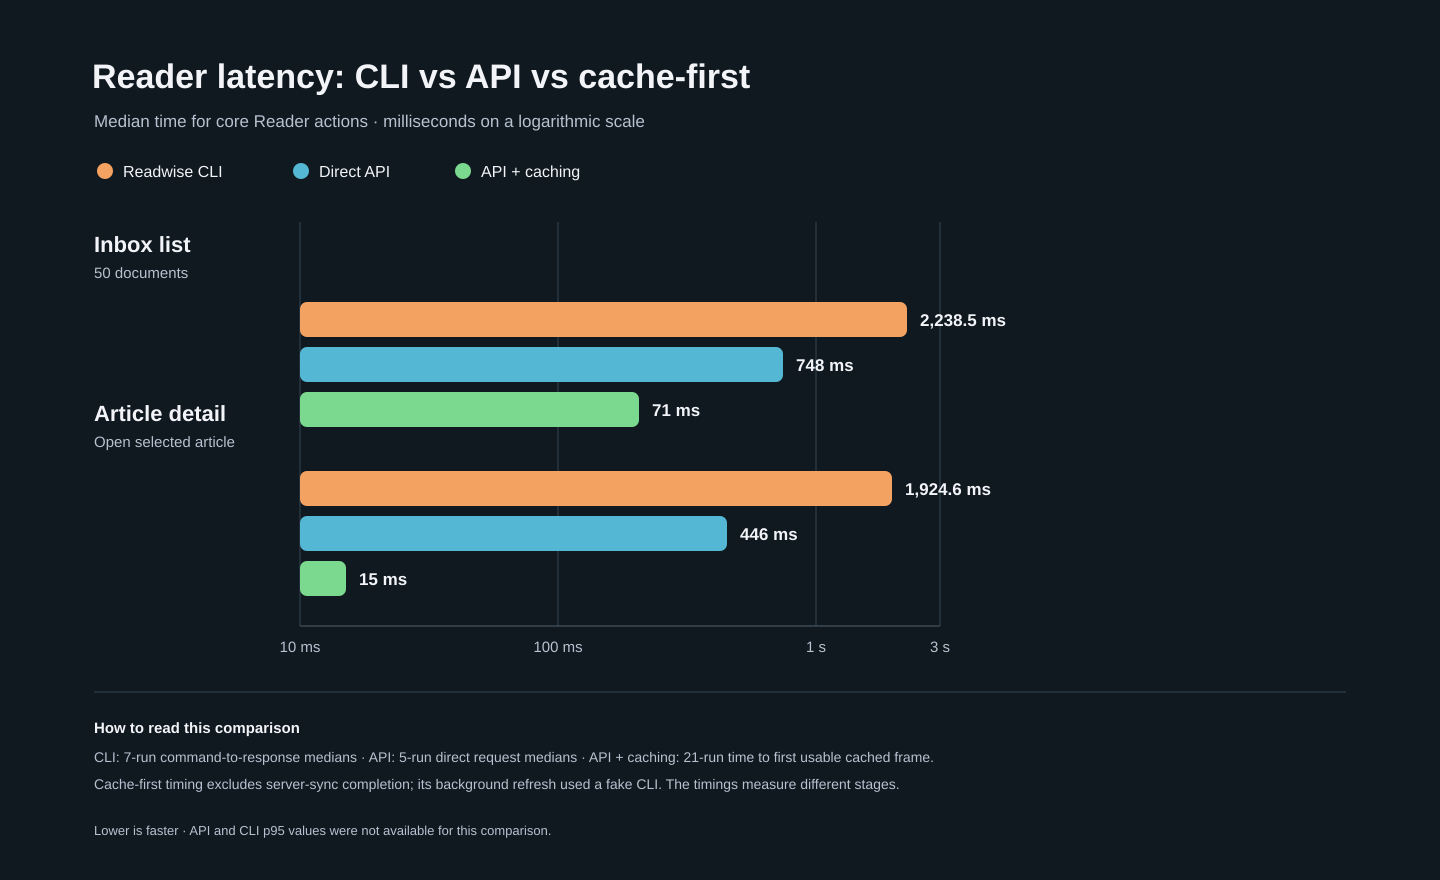 Reader latency: CLI vs API vs cache-first
Median time for core Reader actions · milliseconds on a logarithmic scale
Readwise CLI
Direct API
API + caching
Inbox list
50 documents
2,238.5 ms
748 ms
71 ms
Article detail
Open selected article
1,924.6 ms
446 ms
15 ms
10 ms
100 ms
1 s
3 s
How to read this comparison
CLI: 7-run command-to-response medians · API: 5-run direct request medians · API + caching: 21-run time to first usable cached frame.
Cache-first timing excludes server-sync completion; its background refresh used a fake CLI. The timings measure different stages.
Lower is faster · API and CLI p95 values were not available for this comparison.